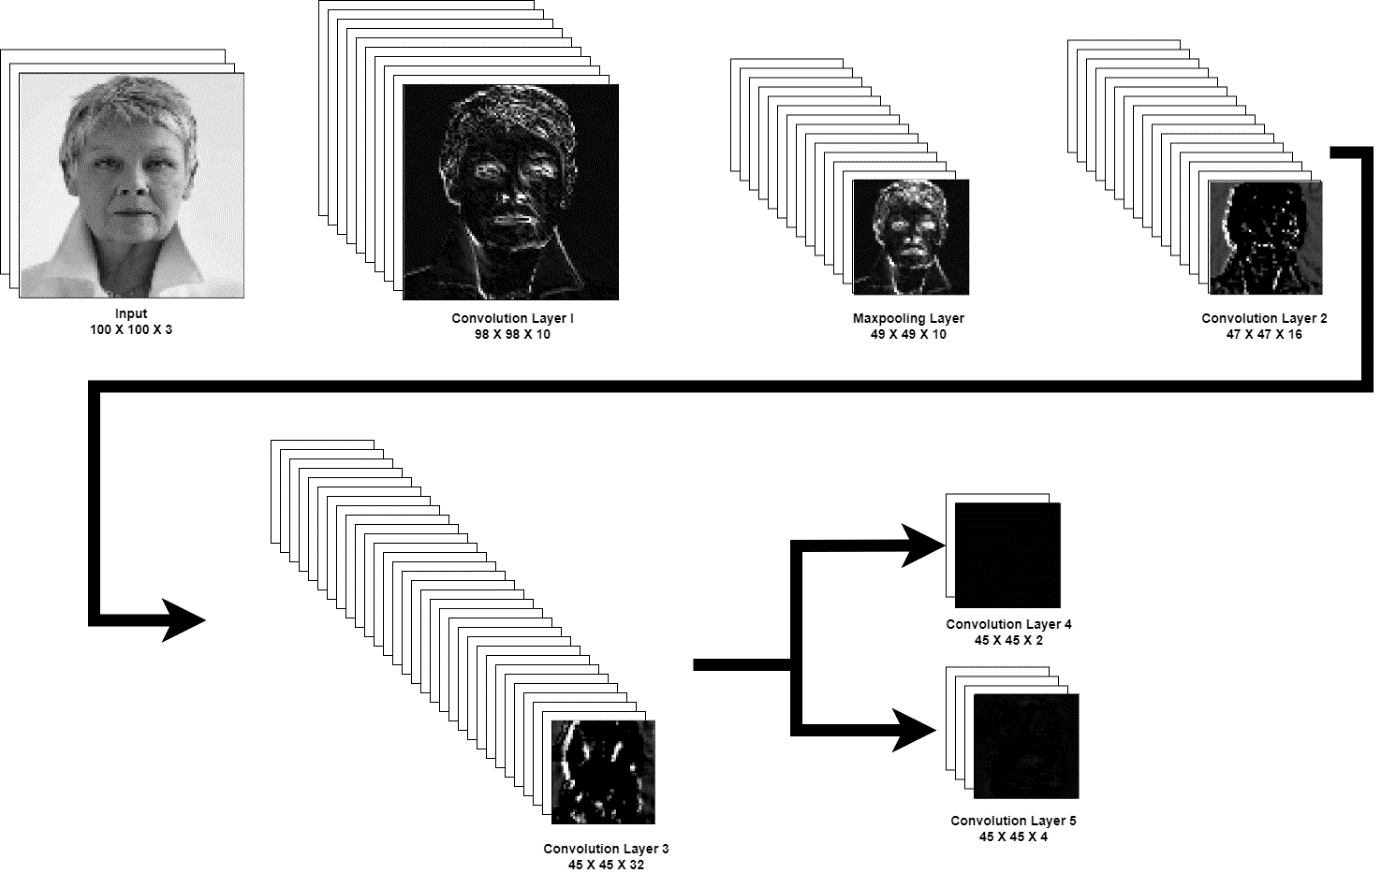 Input
100 X 100 X 3
Convolution Layer I
98 X 98 X 10
Maxpooling Layer
49 X 49 X 10
Convolution Layer 2
47 X 47 X 16
Convolution Layer 3
45 X 45 X 32
Convolution Layer 4
45 X 45 X 2
Convolution Layer 5
45 X 45 X 4